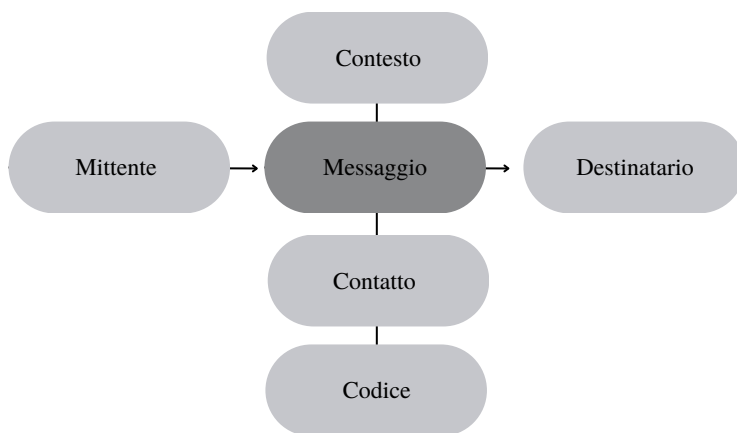 Contesto
Mittente
Messaggio
Destinatario
Contatto
Codice